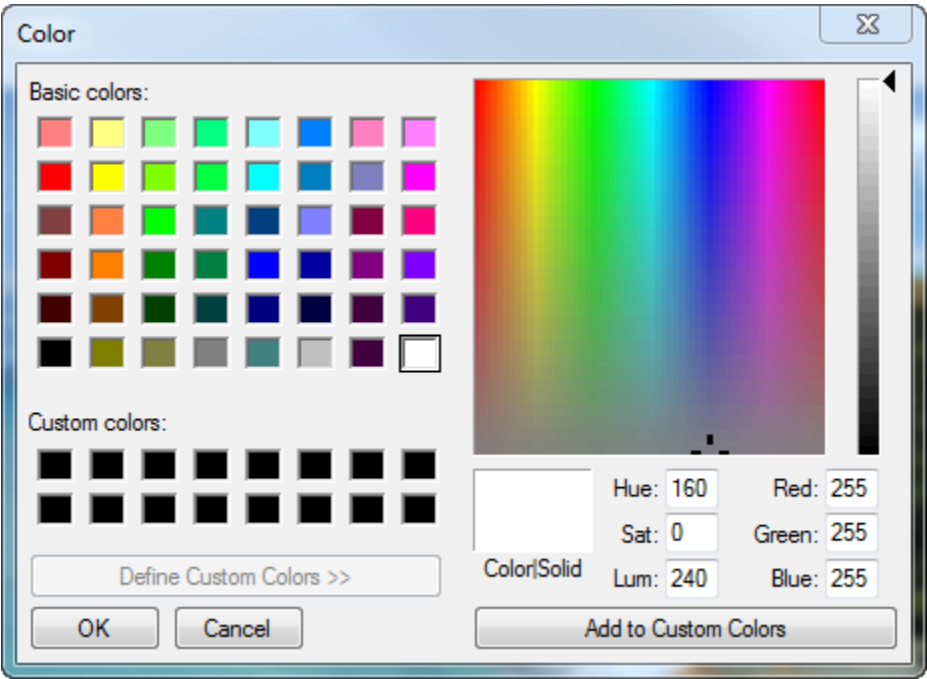 Color
Basic colors:
Custom colors:
Define Custom Colors >>
OK Cancel
Hue: 160 Red: 255
Sat: 0 Green: 255
Color|Solid Lum: 240 Blue: 255
Add to Custom Colors